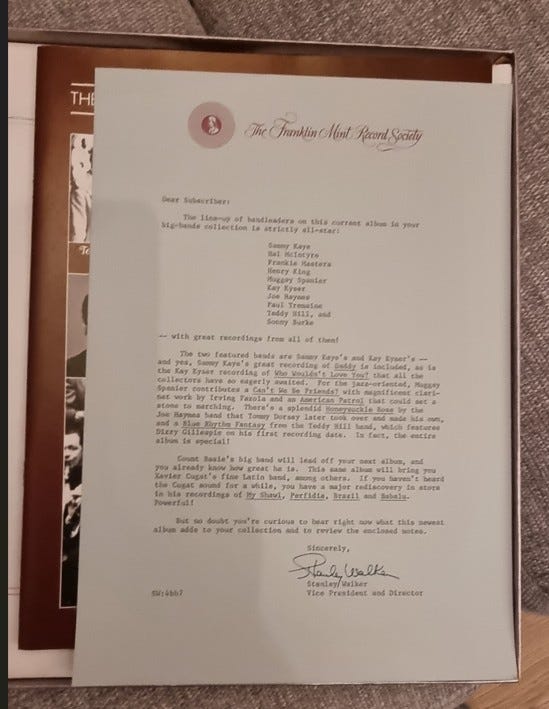 THE
The Franklin Mint Record Society
Dear Subscriber:
The line-up of bandleaders on this current album in your
big-bands collection is strictly all-star:
Sammy Kaye
Hal McIntyre
Frankie Masters
Henry King
Muggsy Spanier
Kay Kyser
Joe Haymes
Paul Tremaine
Teddy Hill, and
Sonny Burke
-- with great recordings from all of them!
The two featured bands are Sammy Kaye's and Kay Kyser's --
and yes, Sammy Kaye's great recording of Daddy is included, as is
the Kay Kyser recording of Who Wouldn't Love You? that all the
collectors have so eagerly awaited. For the jazz-oriented, Muggsy
Spanier contributes a Can't We Be Friends? with magnificent clari-
net work by Irving Fazola and an American Patrol that could set a
stone to marching. There's a splendid Honeysuckle Rose by the
Joe Haymes band that Tommy Dorsey later took over and made his own,
and a Blue Rhythm Fantasy from the Teddy Hill band, which features
Dizzy Gillespie on his first recording date. In fact, the entire
album is special!
Count Basie's big band will lead off your next album, and
you already know how great he is. This same album will bring you
Xavier Cugat's fine Latin band, among others. If you haven't heard
the Cugat sound for a while, you have a major rediscovery in store
in his recordings of My Shawl, Perfidia, Brazil and Babalu.
Powerful!
But no doubt you're curious to hear right now what this newest
album adds to your collection and to review the enclosed notes.
Sincerely,
Stanley Walker
Stanley Walker
Vice President and Director
SW:4bb7